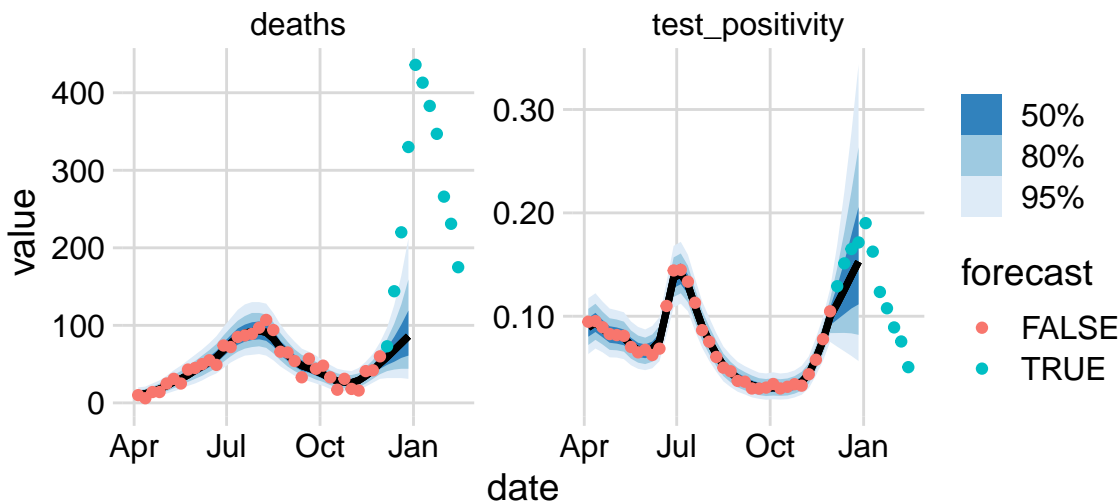 deaths
test_positivity
value
400
300
200
100
0
0.30
0.20
0.10
Apr
Jul
Oct
Jan
Apr
Jul
Oct
Jan
date
50%
80%
95%
forecast
FALSE
TRUE